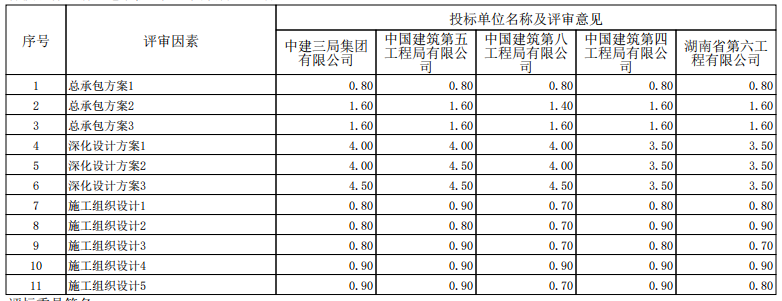 序号 评审因素 投标单位名称及评审意见
中建三局集团有限公司 中国建筑第五工程局有限公司 中国建筑第八工程局有限公司 中国建筑第四工程局有限公司 湖南省第六工程有限公司
1 总承包方案1 0.80 0.80 0.80 0.80 0.80
2 总承包方案2 1.60 1.60 1.40 1.60 1.60
3 总承包方案3 1.60 1.60 1.60 1.60 1.60
4 深化设计方案1 4.00 4.00 4.00 3.50 3.50
5 深化设计方案2 4.00 4.50 4.00 3.50 3.50
6 深化设计方案3 4.50 4.50 4.50 3.50 3.50
7 施工组织设计1 0.80 0.90 0.70 0.80 0.80
8 施工组织设计2 0.80 0.80 0.70 0.90 0.90
9 施工组织设计3 0.80 0.90 0.70 0.80 0.70
10 施工组织设计4 0.90 0.90 0.90 0.90 0.90
11 施工组织设计5 0.90 0.90 0.70 0.90 0.80